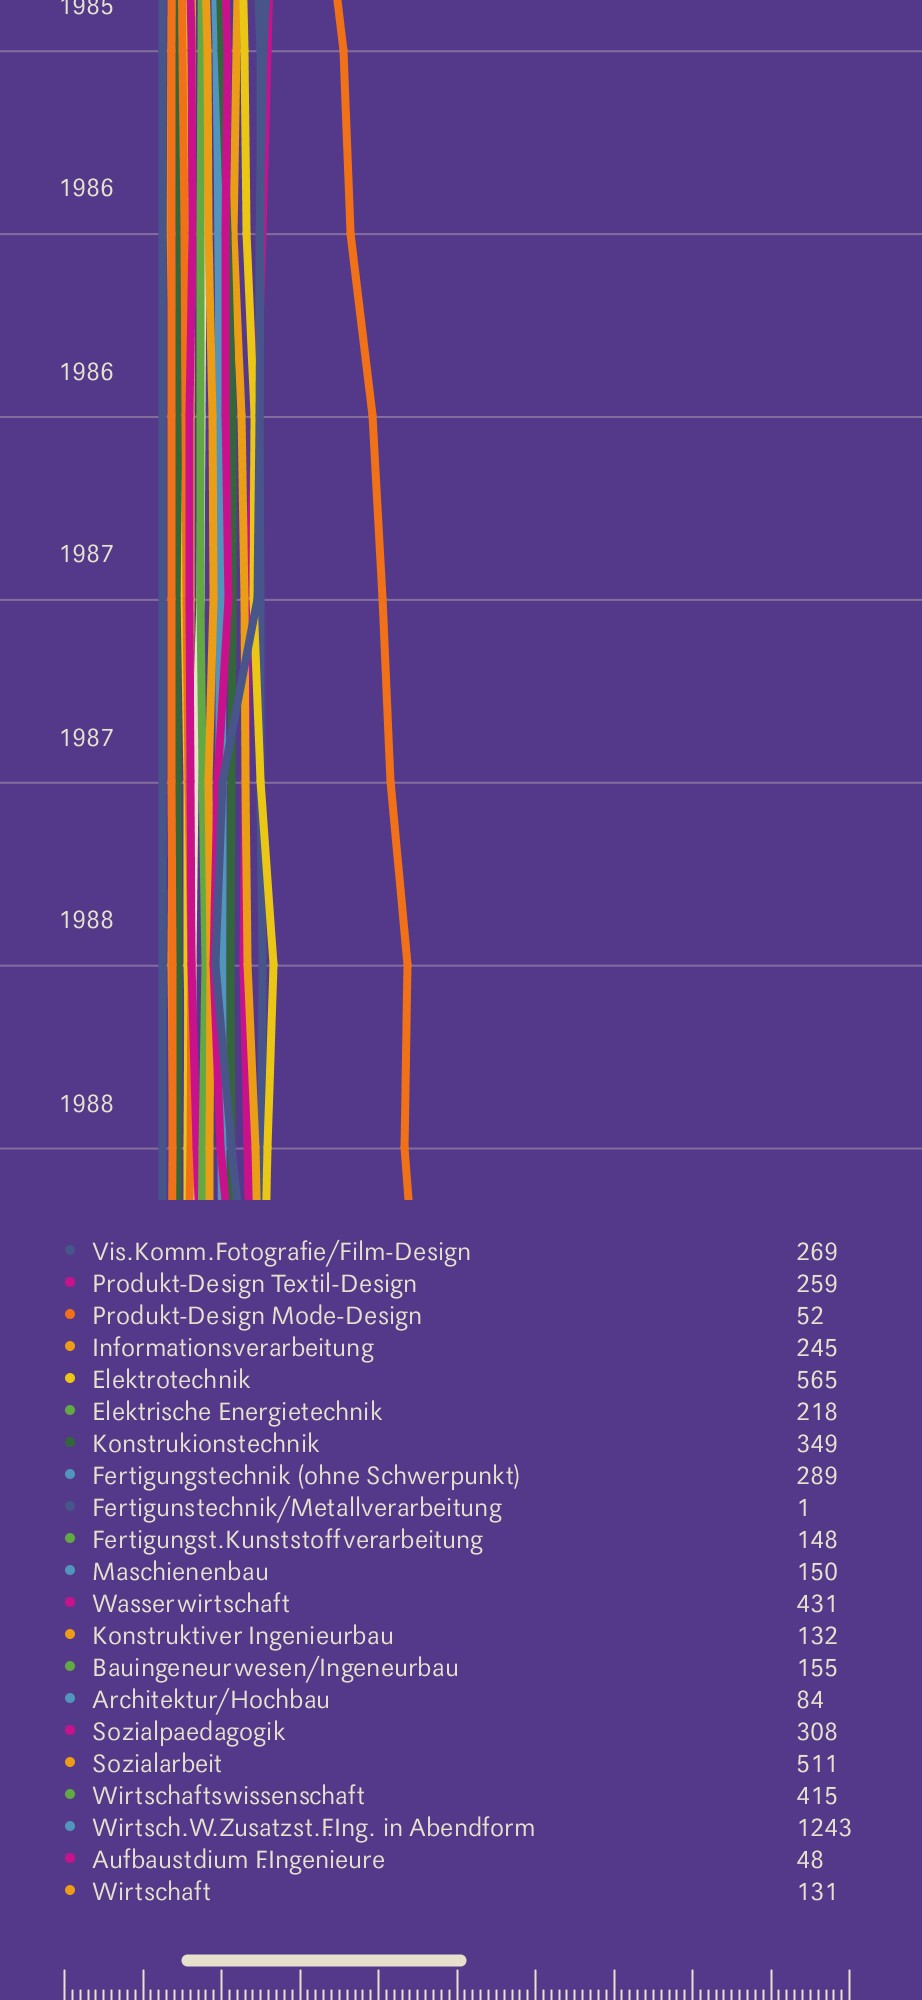 1985
1986
1986
1987
1987
1988
1988
Vis.Komm.Fotografie/Film-Design 269
Produkt-Design Textil-Design 259
Produkt-Design Mode-Design 52
Informationsverarbeitung 245
Elektrotechnik 565
Elektrische Energietechnik 218
Konstrukionstechnik 349
Fertigungstechnik (ohne Schwerpunkt) 289
Fertigunstechnik/Metallverarbeitung 1
Fertigungst.Kunststoffverarbeitung 148
Maschienenbau 150
Wasserwirtschaft 431
Konstruktiver Ingenieurbau 132
Bauingeneurwesen/Ingeneurbau 155
Architektur/Hochbau 84
Sozialpaedagogik 308
Sozialarbeit 511
Wirtschaftswissenschaft 415
Wirtsch.W.Zusatzst.F.Ing. in Abendform 1243
Aufbaustdium F.Ingenieure 48
Wirtschaft 131